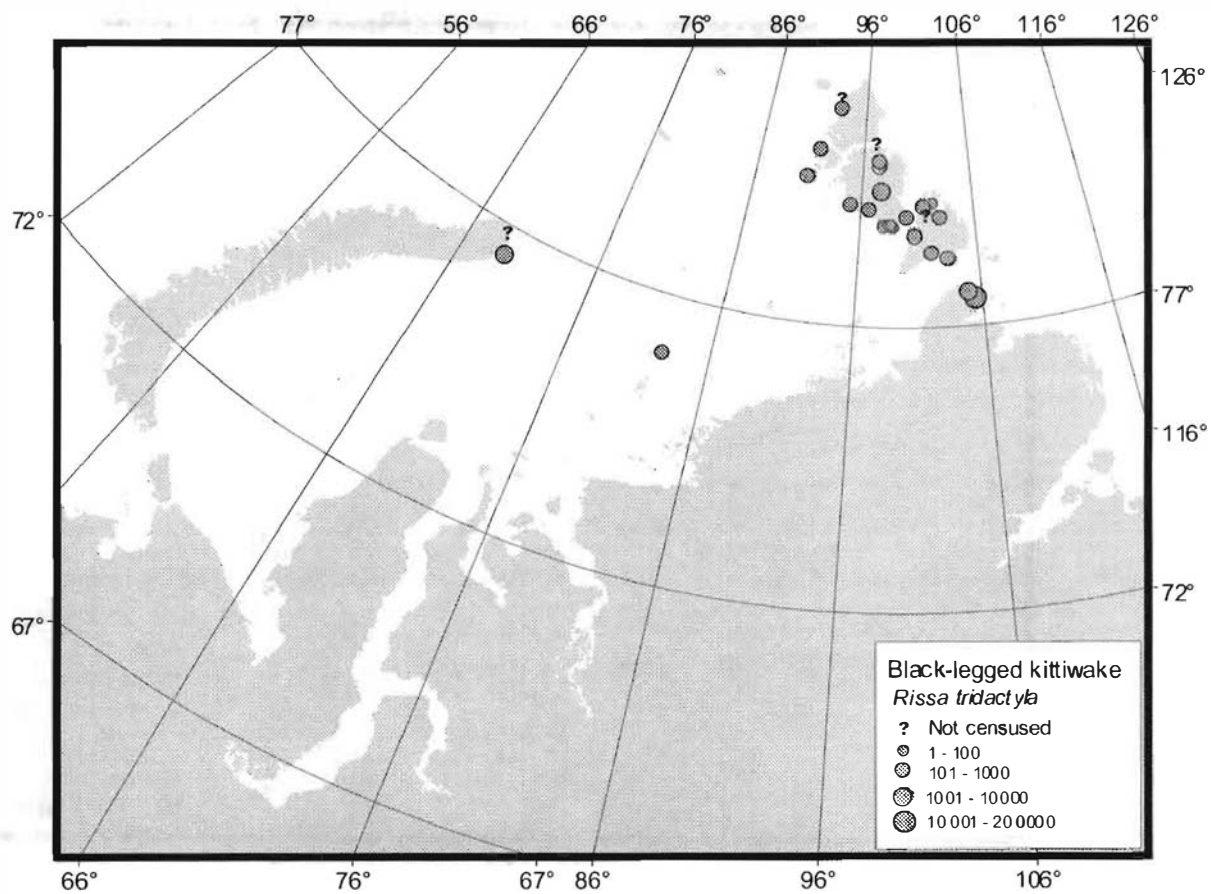 77° 56° 66° 76° 86° 96° 106° 116° 126°
126°
?
?
72°
?
?
77°
116°
72°
67°
Black-legged kittiwake
Rissa tridactyla
? Not censused
1 - 100
101 - 1000
1001 - 10000
10001 - 200000
66° 76° 67° 86° 96° 106°